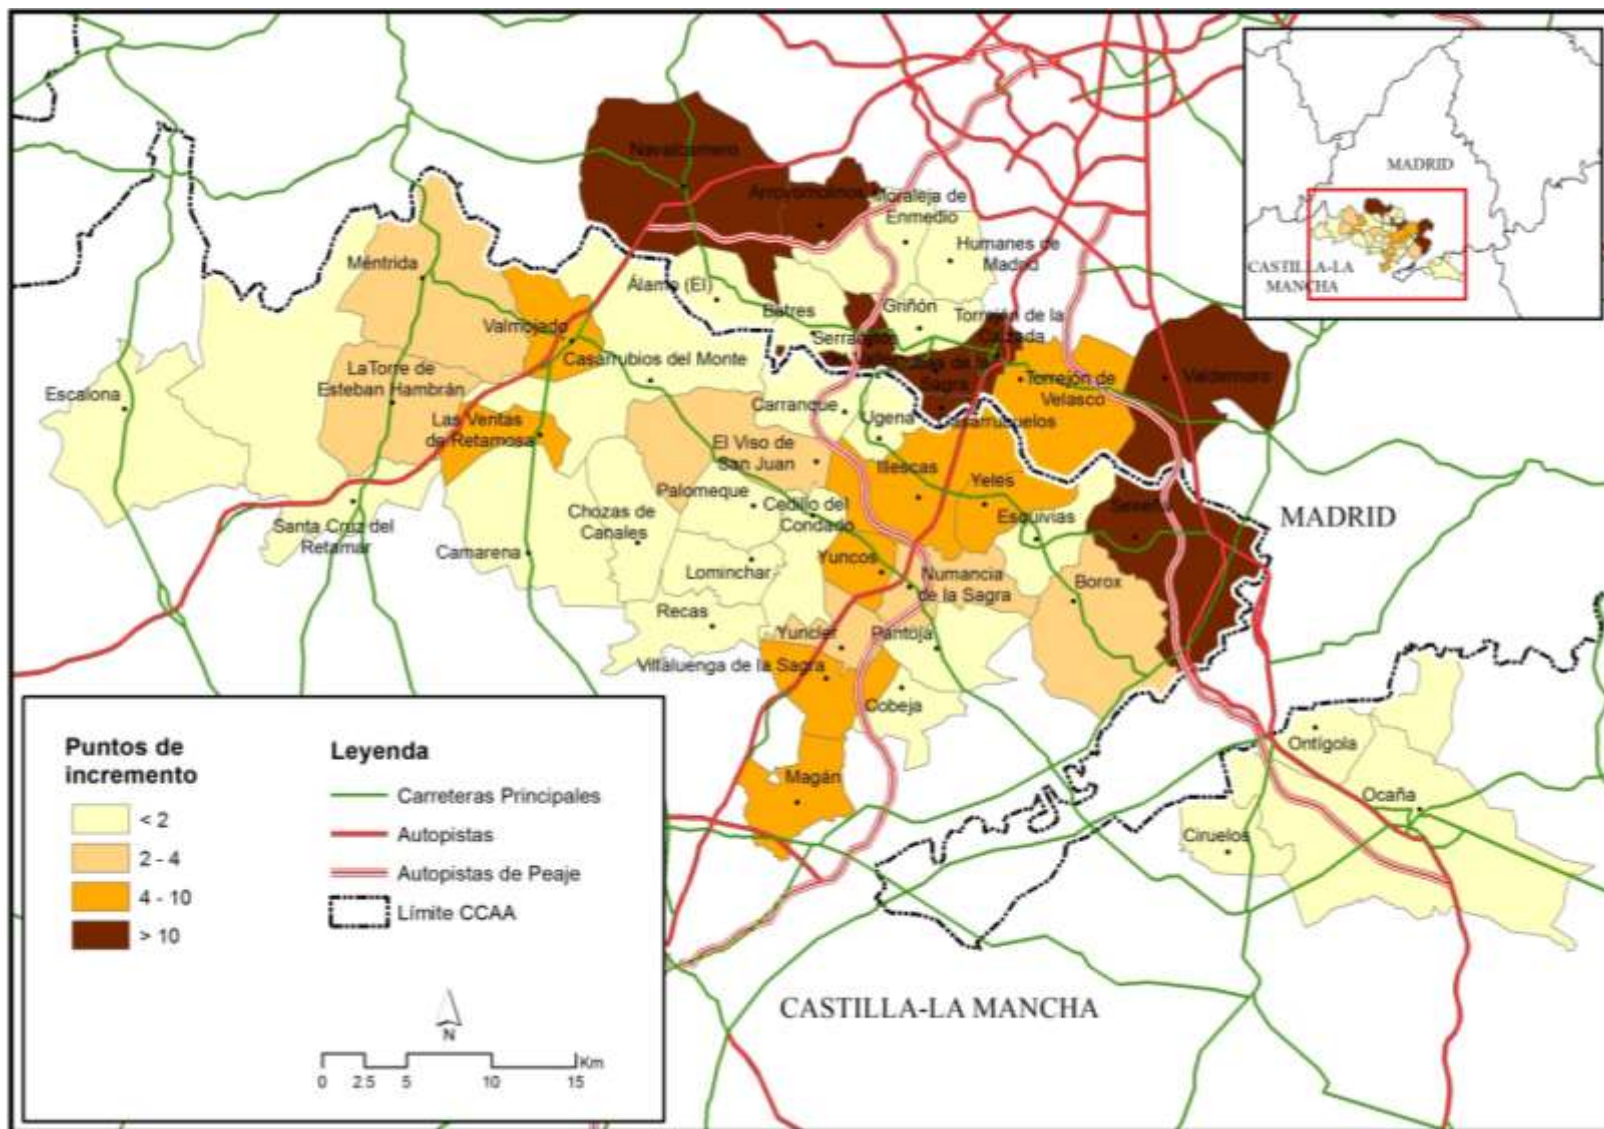 MADRID
CASTILLA-LA
MANCHA
Navalcarnero
Arroyomolinos
Moraleja de
Enmedio
Humanes de
Madrid
Méntrida
Álamo (El)
Batres
Griñón
Valmojado
Serranillos
Torrejón de la
Calzada
Casarrubios del Monte
Cubas de la
Sagra
LaTorre de
Esteban Hambrán
Torrejón de
Velasco
Valdemoro
Escalona
Carranque
Ugena
Casarrubuelos
Las Ventas
de Retamosa
El Viso de
San Juan
Illescas
Yeles
Palomeque
Cedillo del
Condado
Esquivias
Seseña
MADRID
Santa Cruz del
Retamar
Chozas de
Canales
Camarena
Lominchar
Yuncos
Numancia
de la Sagra
Borox
Recas
Yuncler
Pantoja
Villaluenga de la Sagra
Cobeja
Magán
Ontígola
Ocaña
Ciruelos
CASTILLA-LA MANCHA
Puntos de
incremento
< 2
2 - 4
4 - 10
> 10
Leyenda
Carreteras Principales
Autopistas
Autopistas de Peaje
Límite CCAA
N
Km
0 2.5 5 10 15